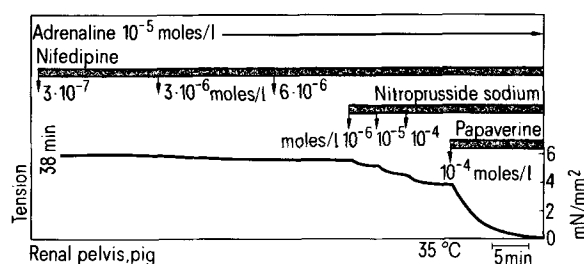 Adrenaline 10⁻⁵ moles/l
Nifedipine
3·10⁻⁷ 3·10⁻⁶ moles/l 6·10⁻⁶
Nitroprusside sodium
moles/l 10⁻⁶ 10⁻⁵ 10⁻⁴
Papaverine
10⁻⁴ moles/l
38 min
Tension
6
4
2
0
mN/mm²
Renal pelvis, pig
35 °C
5min